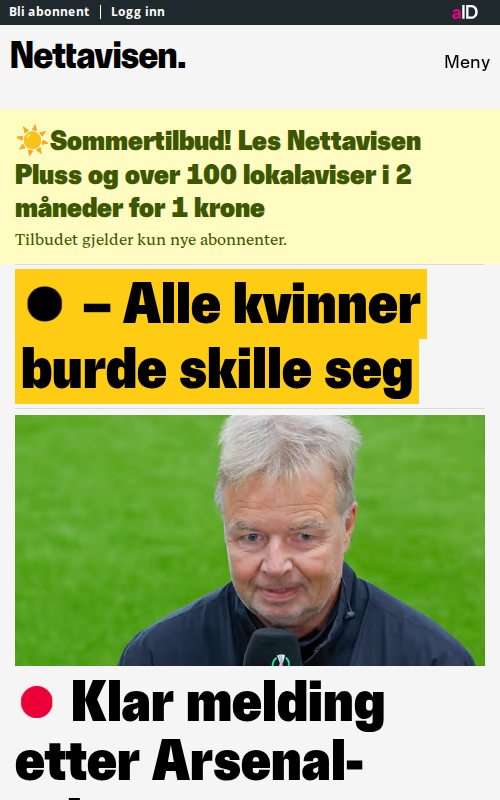 Bli abonnent
Logg inn
aID
Nettavisen.
Meny
☀️Sommertilbud! Les Nettavisen
Pluss og over 100 lokalaviser i 2
måneder for 1 krone
Tilbudet gjelder kun nye abonnenter.
– Alle kvinner
burde skille seg
Klar melding
etter Arsenal-